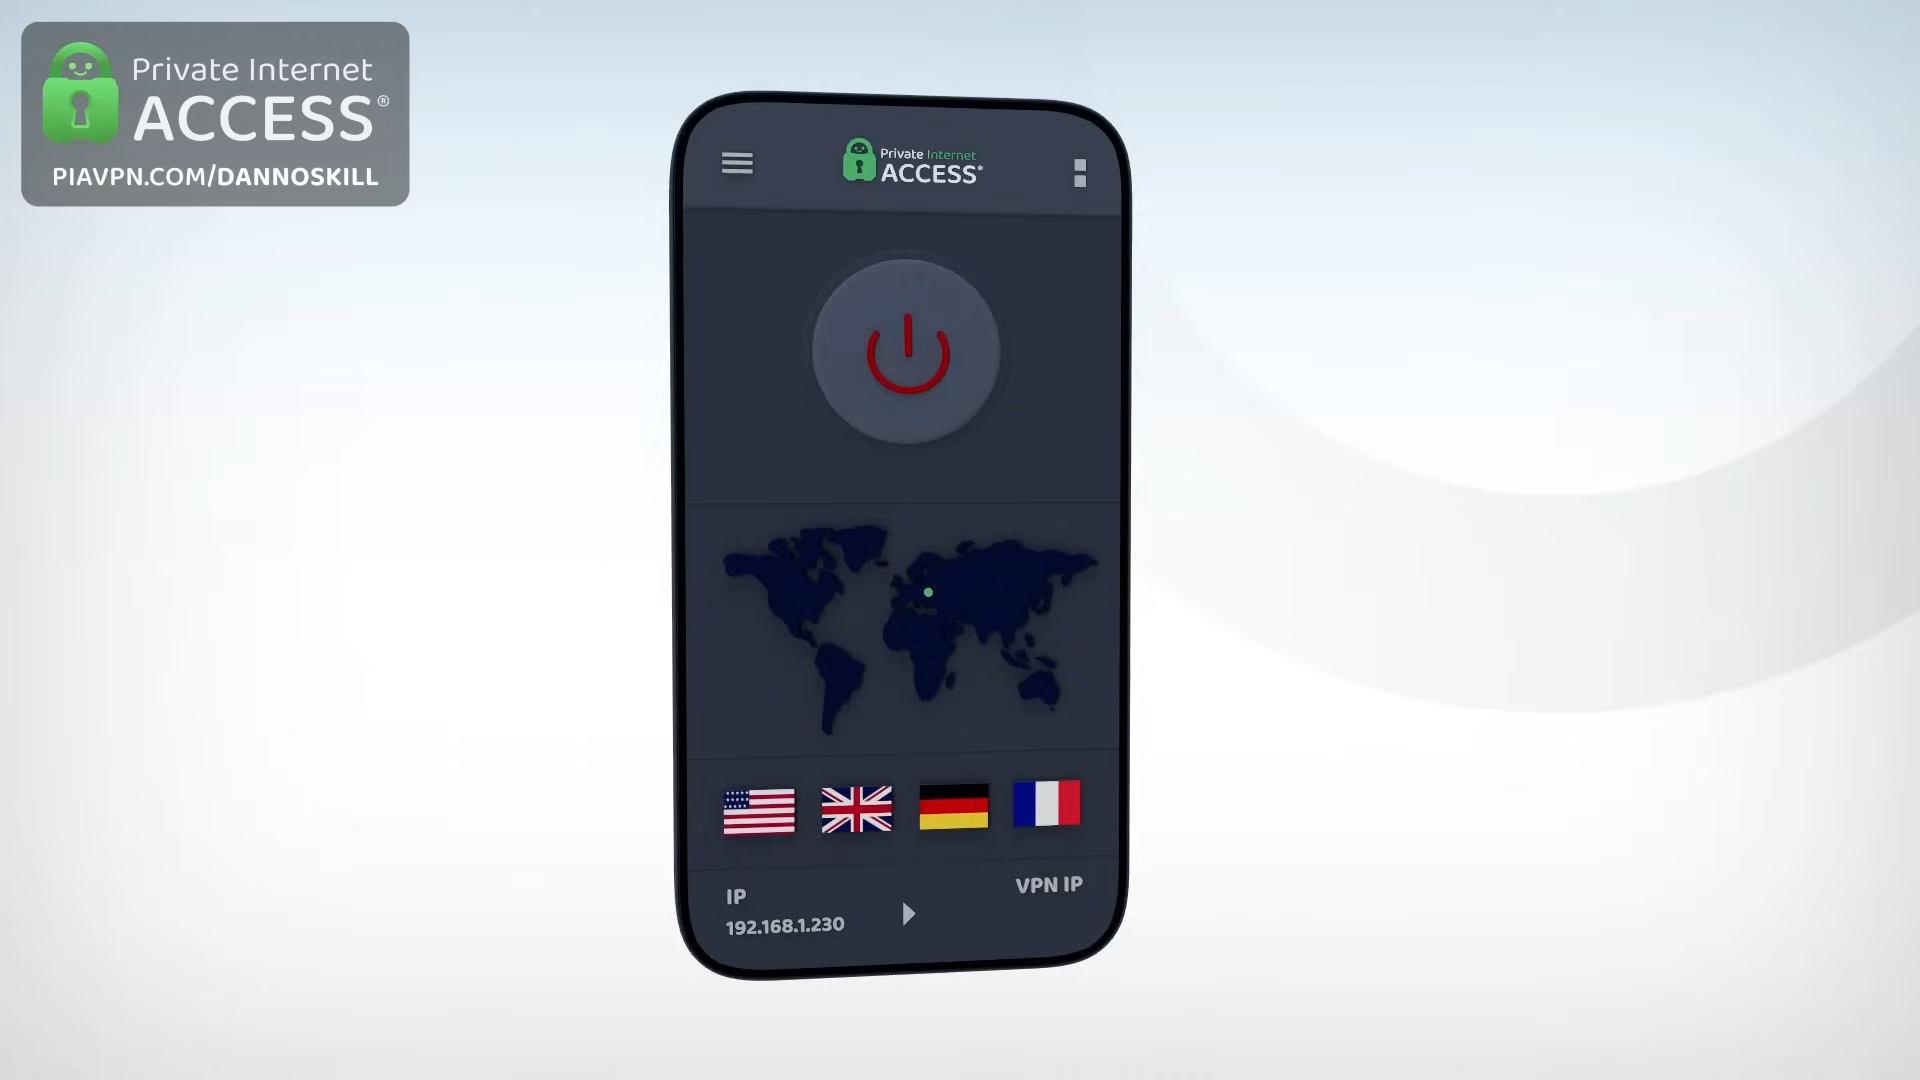 Private Internet
ACCESS®
PIAVPN.COM/DANNOSKILL
Private Internet
ACCESS®
IP
192.168.1.230
VPN IP